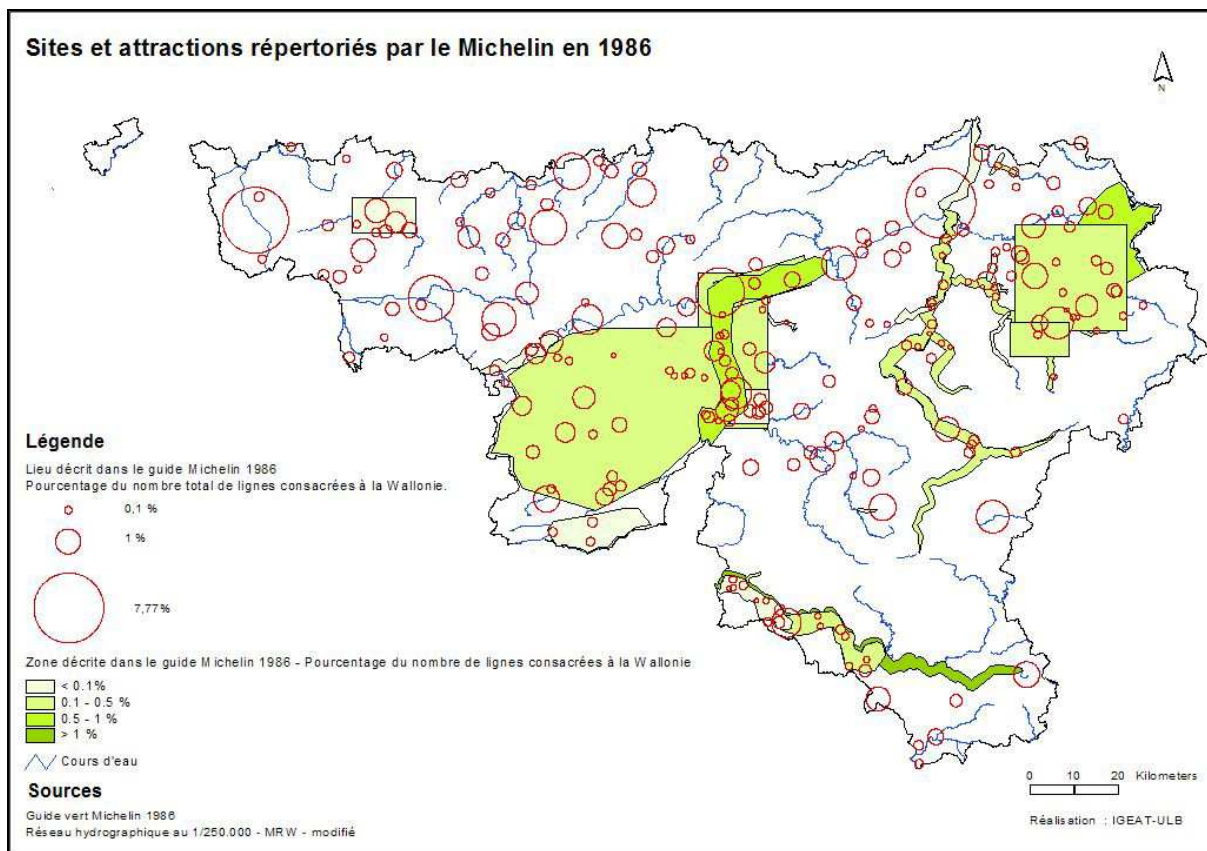 Sites et attractions répertoriés par le Michelin en 1986
N
Légende
Lieu décrit dans le guide Michelin 1986
Pourcentage du nombre total de lignes consacrées à la Wallonie.
0,1 %
1 %
7,77%
Zone décrite dans le guide Michelin 1986 - Pourcentage du nombre de lignes consacrées à la Wallonie
< 0.1%
0.1 - 0.5 %
0.5 - 1 %
> 1 %
Cours d'eau
Sources
Guide vert Michelin 1986
Réseau hydrographique au 1/250.000 - MRW - modifié
0 10 20 Kilometers
Réalisation : IGEAT-ULB